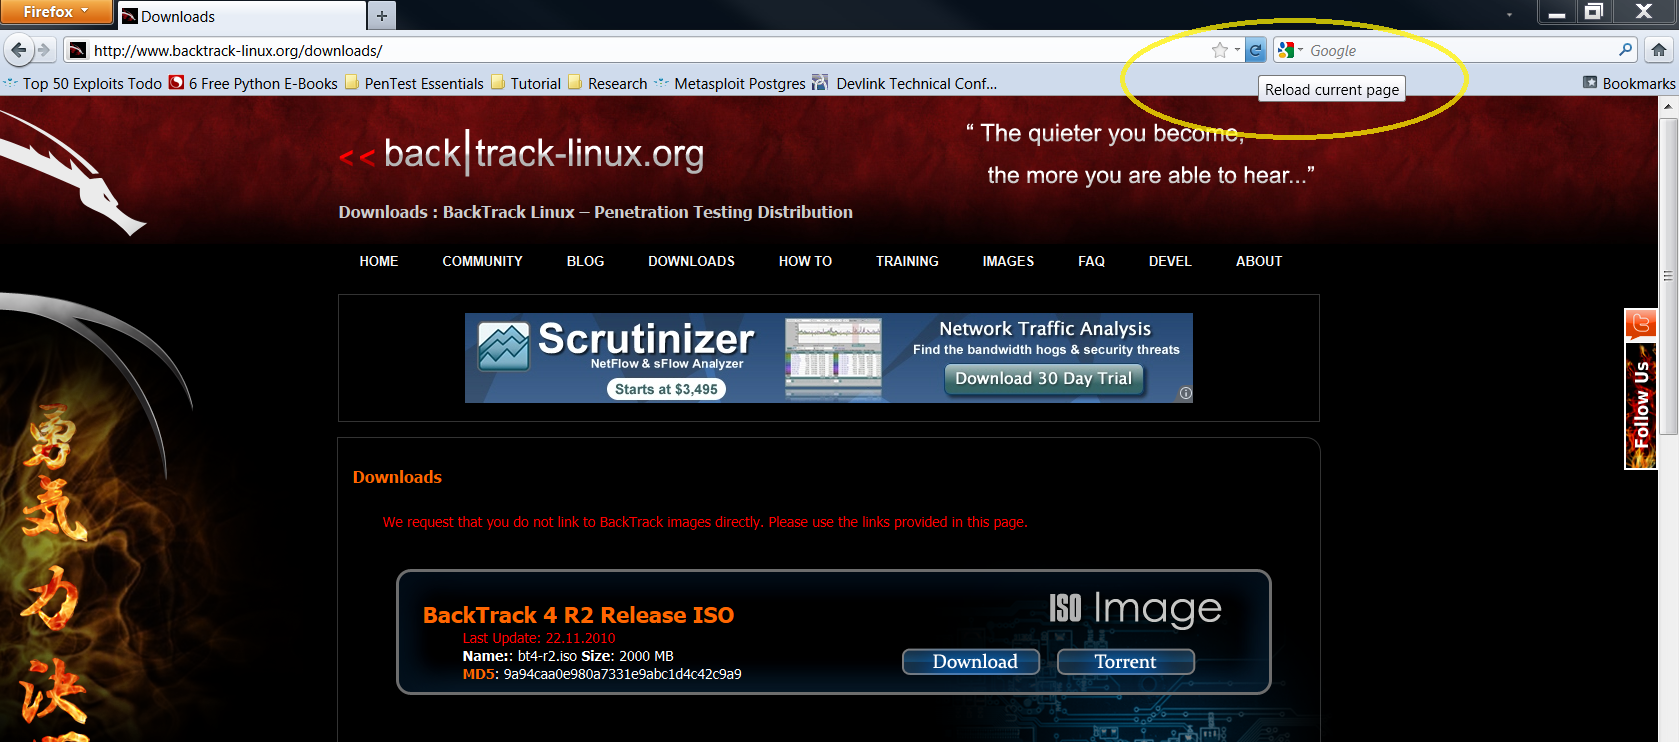 Firefox
Downloads
http://www.backtrack-linux.org/downloads/
Google
Top 50 Exploits Todo 6 Free Python E-Books PenTest Essentials Tutorial Research Metasploit Postgres Devlink Technical Conf... Bookmarks
Reload current page
<< back|track-linux.org
“ The quieter you become,
the more you are able to hear...”
Downloads : BackTrack Linux – Penetration Testing Distribution
HOME COMMUNITY BLOG DOWNLOADS HOW TO TRAINING IMAGES FAQ DEVEL ABOUT
Scrutinizer
NetFlow & sFlow Analyzer
Starts at $3,495
Network Traffic Analysis
Find the bandwidth hogs & security threats
Download 30 Day Trial
Follow Us
勇
気
力
決
Downloads
We request that you do not link to BackTrack images directly. Please use the links provided in this page.
BackTrack 4 R2 Release ISO
Last Update: 22.11.2010
Name:: bt4-r2.iso Size: 2000 MB
MD5: 9a94caa0e980a7331e9abc1d4c42c9a9
ISO Image
Download Torrent